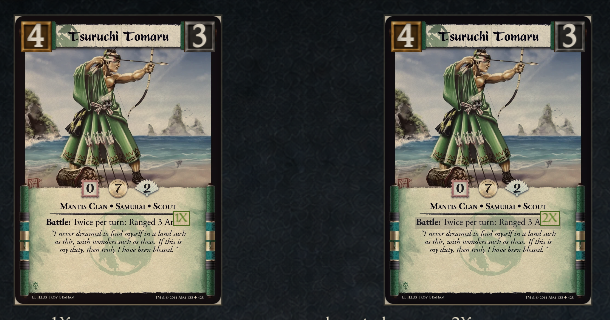 4 Tsuruchi Tomaru 3
0 7 2
Mantis Clan • Samurai • Scout
Battle: Twice per turn: Ranged 3 A 1X
"I never dreamed to find myself in a land such
as this, with wonders such as these. If this is
my duty, then truly I have been blessed."
4 Tsuruchi Tomaru 3
0 7 2
Mantis Clan • Samurai • Scout
Battle: Twice per turn: Ranged 3 A 2X
"I never dreamed to find myself in a land such
as this, with wonders such as these. If this is
my duty, then truly I have been blessed."